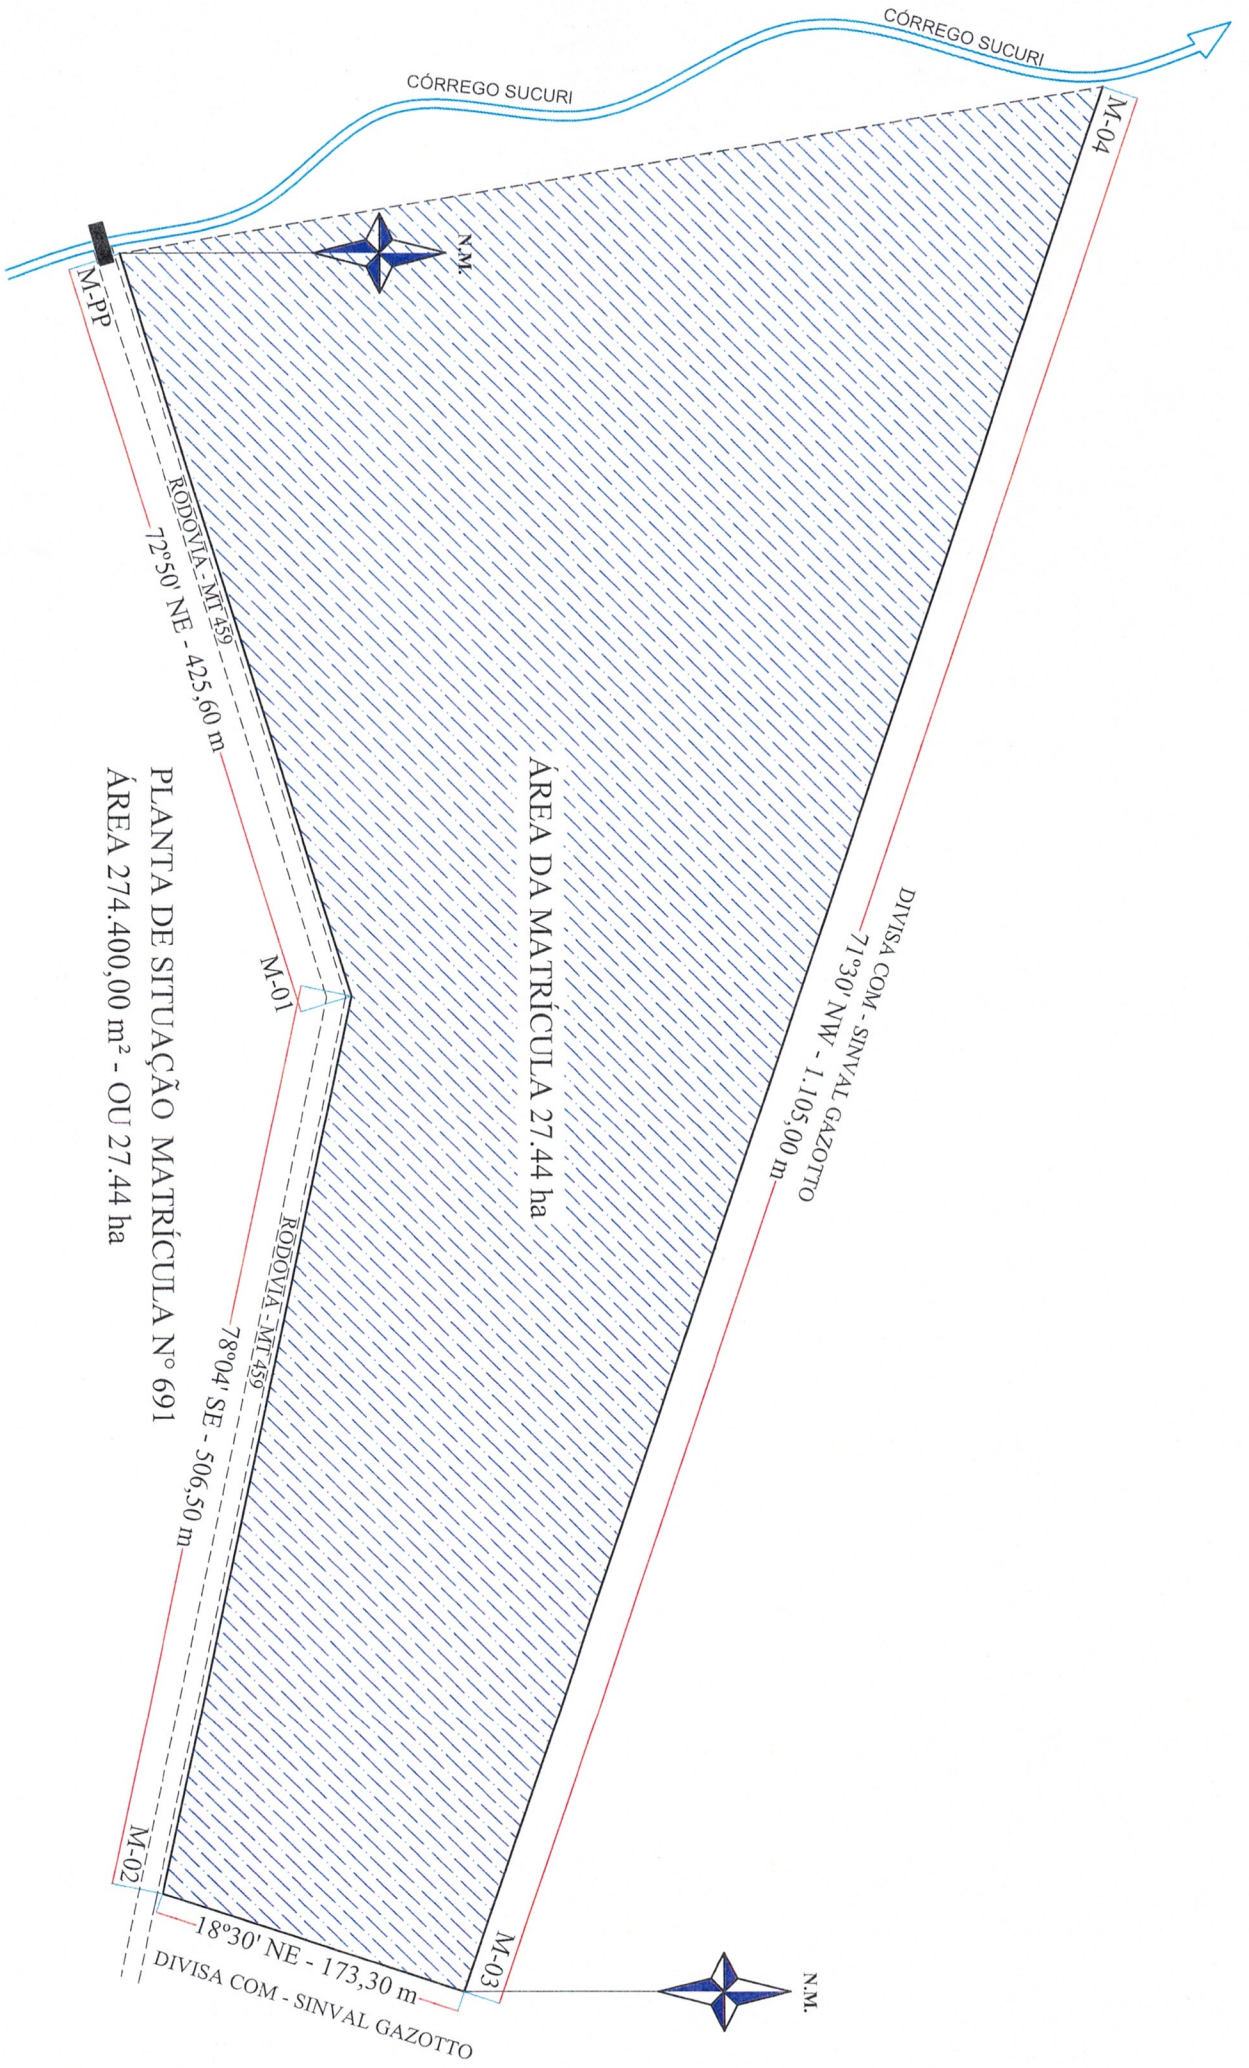 CÓRREGO SUCURI
CÓRREGO SUCURI
M-04
N.M.
M-PP
RODOVIA - MT 459
72°50' NE - 425,60 m
DIVISA COM - SINVAL GAZOTTO
71°30' NW - 1.105,00 m
ÁREA DA MATRÍCULA 27.44 ha
PLANTA DE SITUAÇÃO MATRÍCULA N° 691
ÁREA 274.400,00 m² - OU 27.44 ha
M-01
RODOVIA - MT 459
78°04' SE - 506,50 m
M-02
18°30' NE - 173,30 m
DIVISA COM - SINVAL GAZOTTO
M-03
N.M.